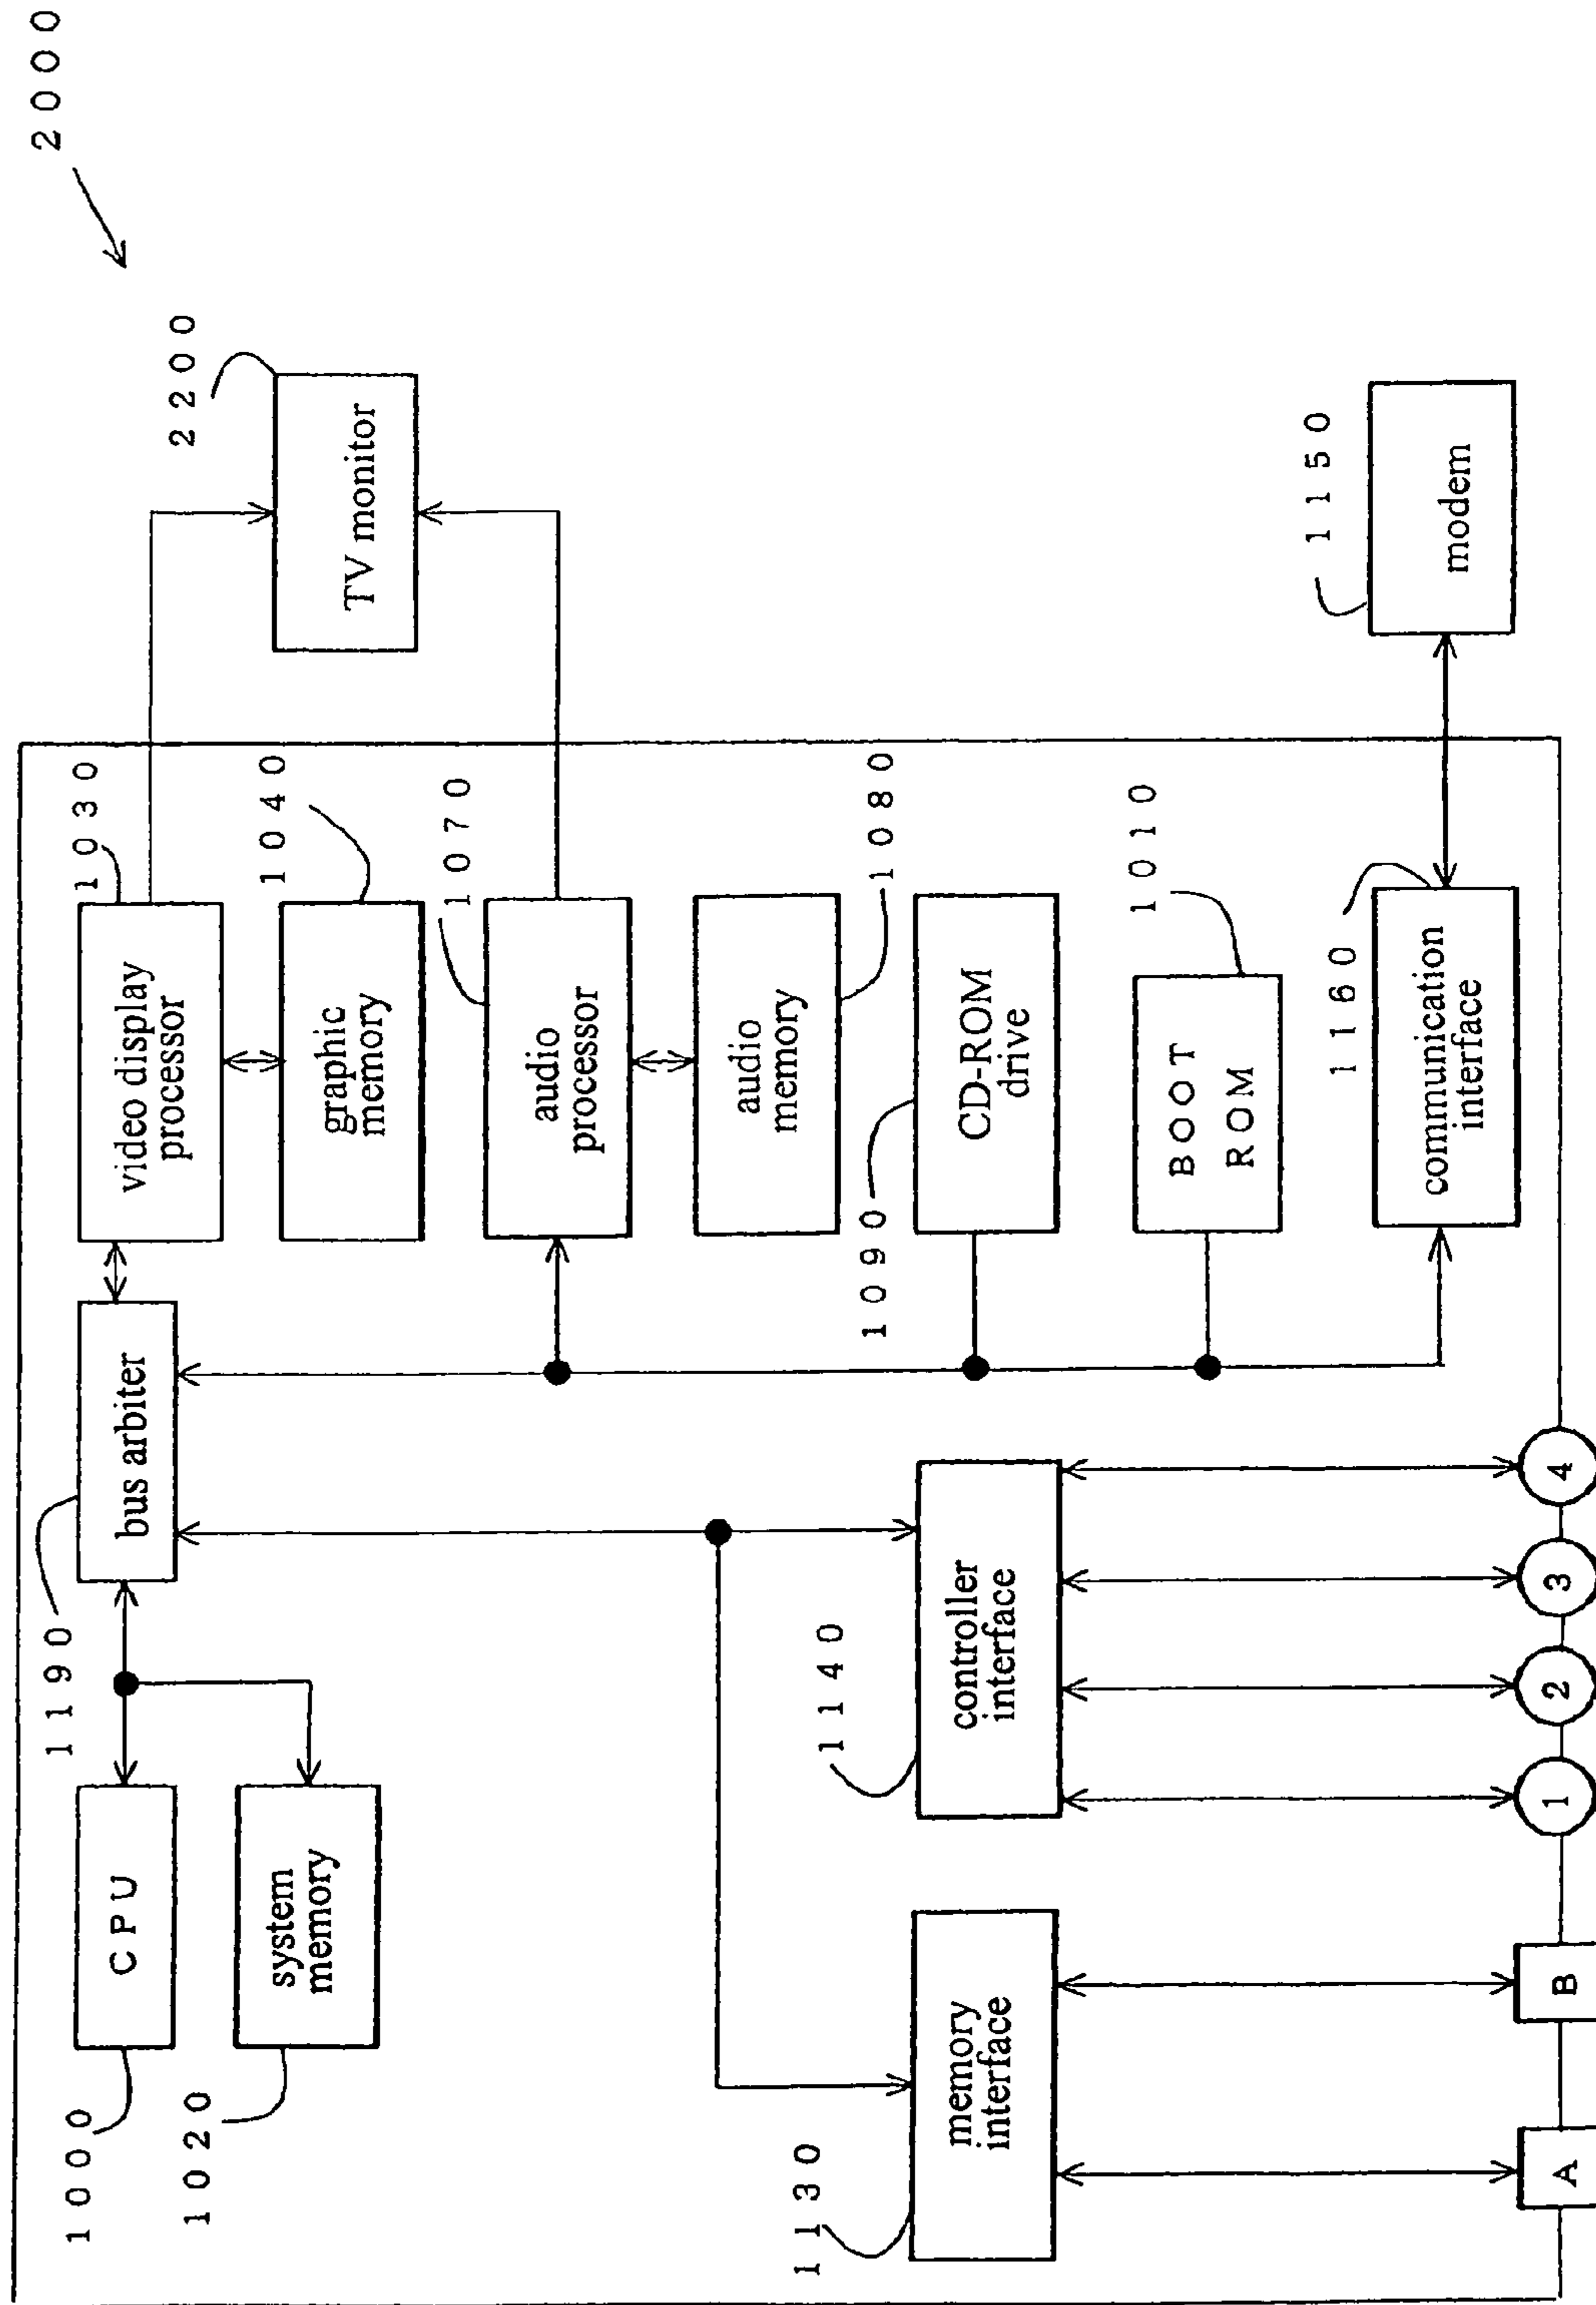 2000
2200
TV monitor
1030
video display
processor
1040
graphic
memory
1070
audio
processor
1080
audio
memory
1090
CD-ROM
drive
1010
BOOT
ROM
1160
communication
interface
1150
modem
1190
bus arbiter
1000
CPU
1020
system
memory
1140
controller
interface
1130
memory
interface
A
B
1
2
3
4